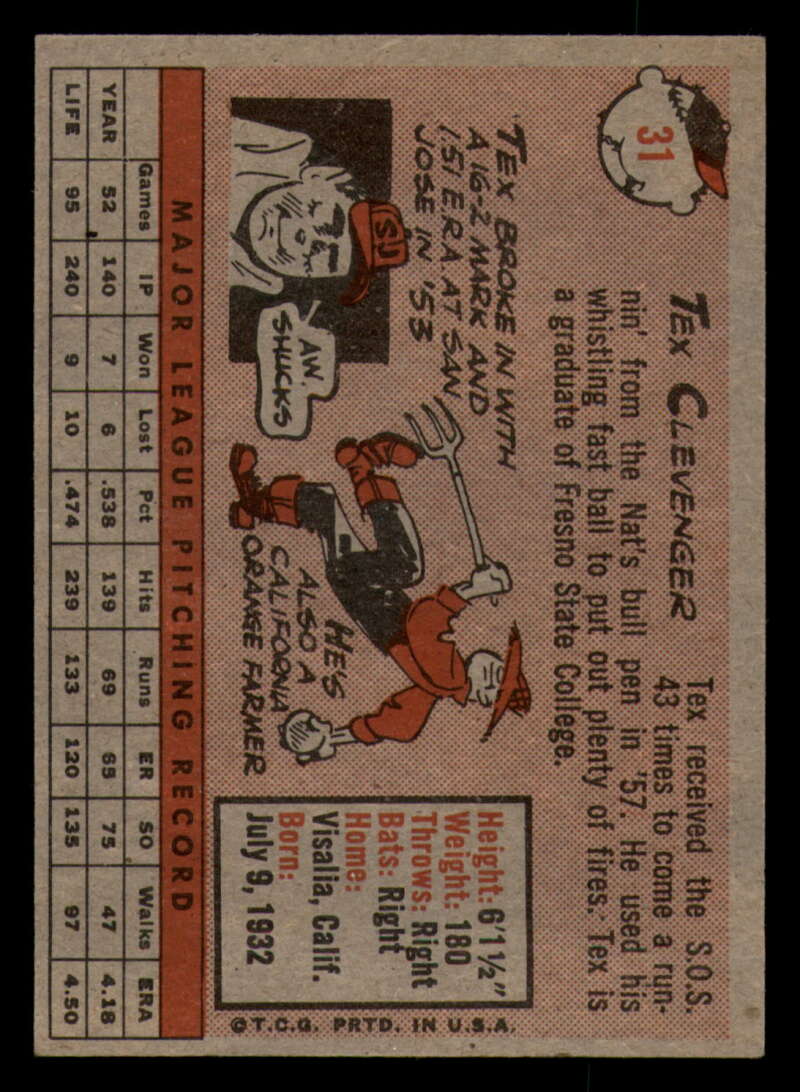 31
TEX CLEVENGER
Tex received the S.O.S.
43 times to come a run-
nin' from the Nat's bull pen in '57. He used his
whistling fast ball to put out plenty of fires. Tex is
a graduate of Fresno State College.
TEX BROKE IN WITH
A 16-2 MARK AND
1.51 E.R.A. AT SAN
JOSE IN '53
SJ
AW,
SHUCKS
HE'S
ALSO A
CALIFORNIA
ORANGE FARMER
Height: 6'1½"
Weight: 180
Throws: Right
Bats: Right
Home:
Visalia, Calif.
Born:
July 9, 1932
© T.C.G. PRTD. IN U.S.A.
MAJOR LEAGUE PITCHING RECORD
Games IP Won Lost Pct Hits Runs ER SO Walks ERA
YEAR 52 140 7 6 .538 139 69 65 75 47 4.18
LIFE 95 240 9 10 .474 239 133 120 135 97 4.50